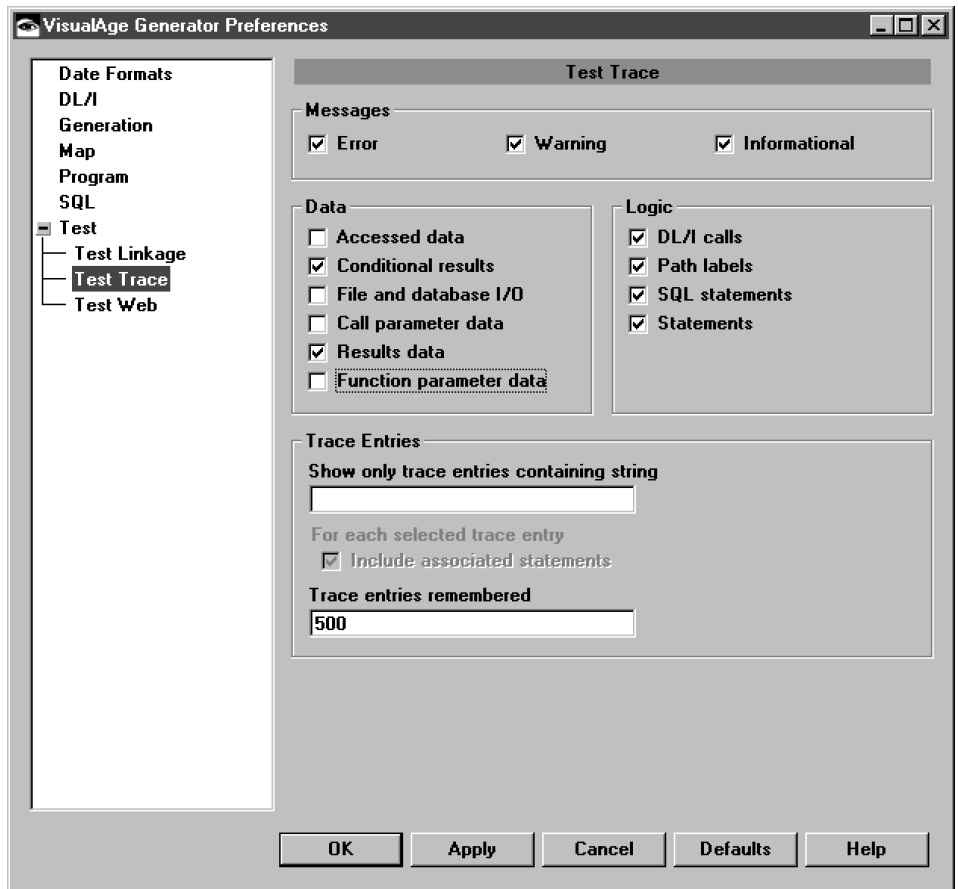 VisualAge Generator Preferences
Date Formats
DL/I
Generation
Map
Program
SQL
Test
Test Linkage
Test Trace
Test Web
Test Trace
Messages
Error Warning Informational
Data
Accessed data
Conditional results
File and database I/O
Call parameter data
Results data
Function parameter data
Logic
DL/I calls
Path labels
SQL statements
Statements
Trace Entries
Show only trace entries containing string
For each selected trace entry
Include associated statements
Trace entries remembered
500
OK Apply Cancel Defaults Help